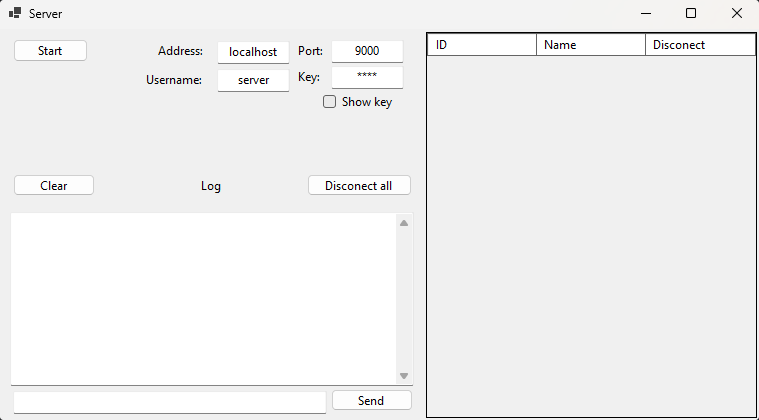 Server
Start Address: localhost Port: 9000
Username: server Key: ****
Show key
Clear Log Disconect all
Send
ID Name Disconect